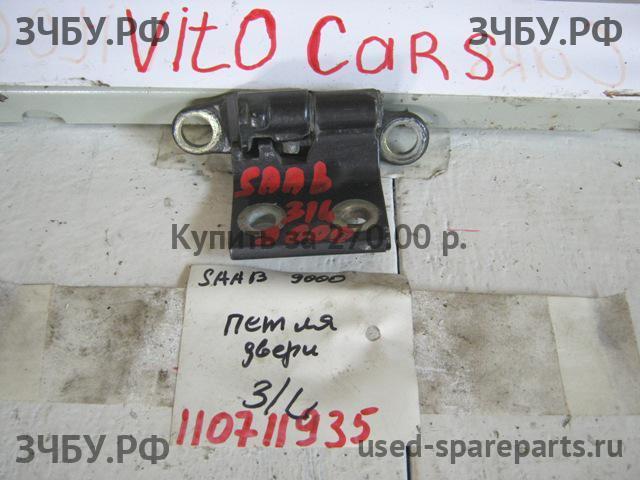 ЗЧБУ.РФ
ЗЧБУ.РФ
Vito Cars
SAAB
3/L
9000
Купить за 270.00 р.
SAAB 9000
Петля
двери
3/L
110711935
ЗЧБУ.РФ
used-spareparts.ru